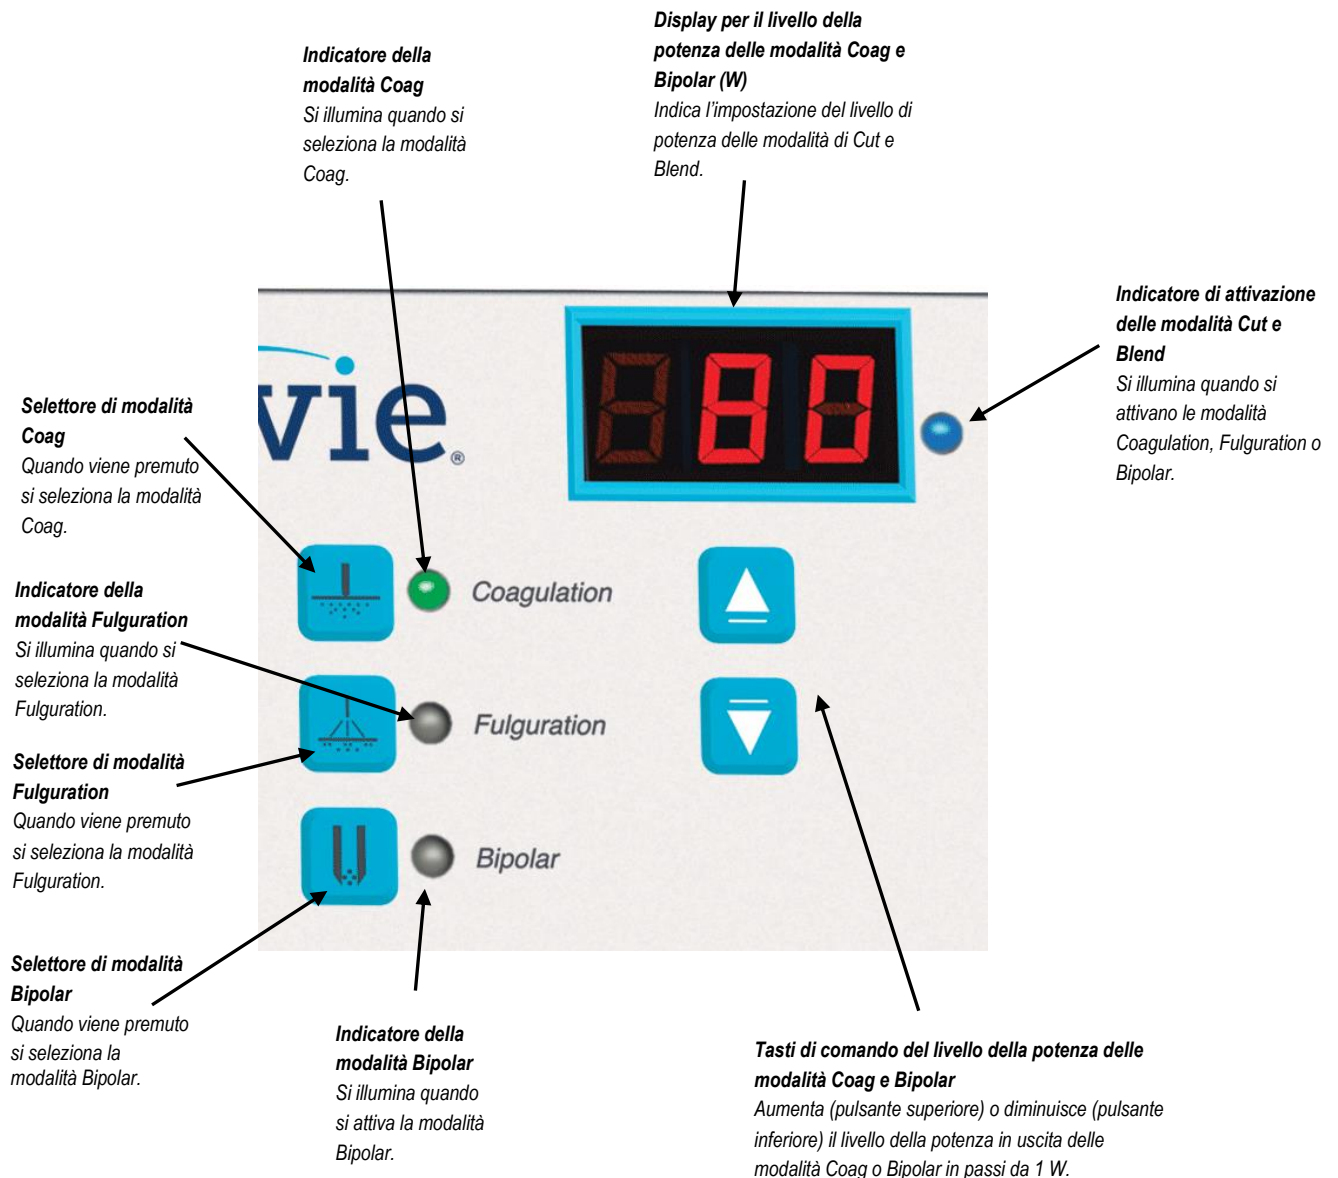 Display per il livello della
potenza delle modalità Coag e
Bipolar (W)
Indica l'impostazione del livello di
potenza delle modalità di Cut e
Blend.
Indicatore della
modalità Coag
Si illumina quando si
seleziona la modalità
Coag.
Indicatore di attivazione
delle modalità Cut e
Blend
Si illumina quando si
attivano le modalità
Coagulation, Fulguration o
Bipolar.
80
vie®
Selettore di modalità
Coag
Quando viene premuto
si seleziona la modalità
Coag.
Indicatore della
modalità Fulguration
Si illumina quando si
seleziona la modalità
Fulguration.
Selettore di modalità
Fulguration
Quando viene premuto
si seleziona la modalità
Fulguration.
Selettore di modalità
Bipolar
Quando viene premuto
si seleziona la
modalità Bipolar.
Coagulation
Fulguration
Bipolar
Indicatore della
modalità Bipolar
Si illumina quando
si attiva la modalità
Bipolar.
Tasti di comando del livello della potenza delle
modalità Coag e Bipolar
Aumenta (pulsante superiore) o diminuisce (pulsante
inferiore) il livello della potenza in uscita delle
modalità Coag o Bipolar in passi da 1 W.